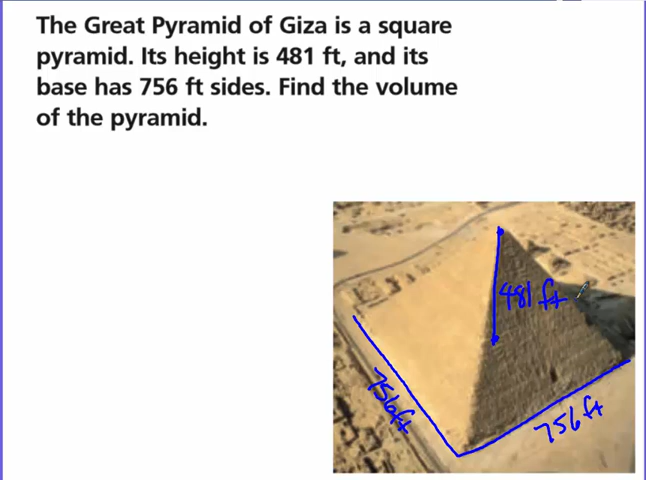 The Great Pyramid of Giza is a square
pyramid. Its height is 481 ft, and its
base has 756 ft sides. Find the volume
of the pyramid.
481 ft
756 ft
756 ft